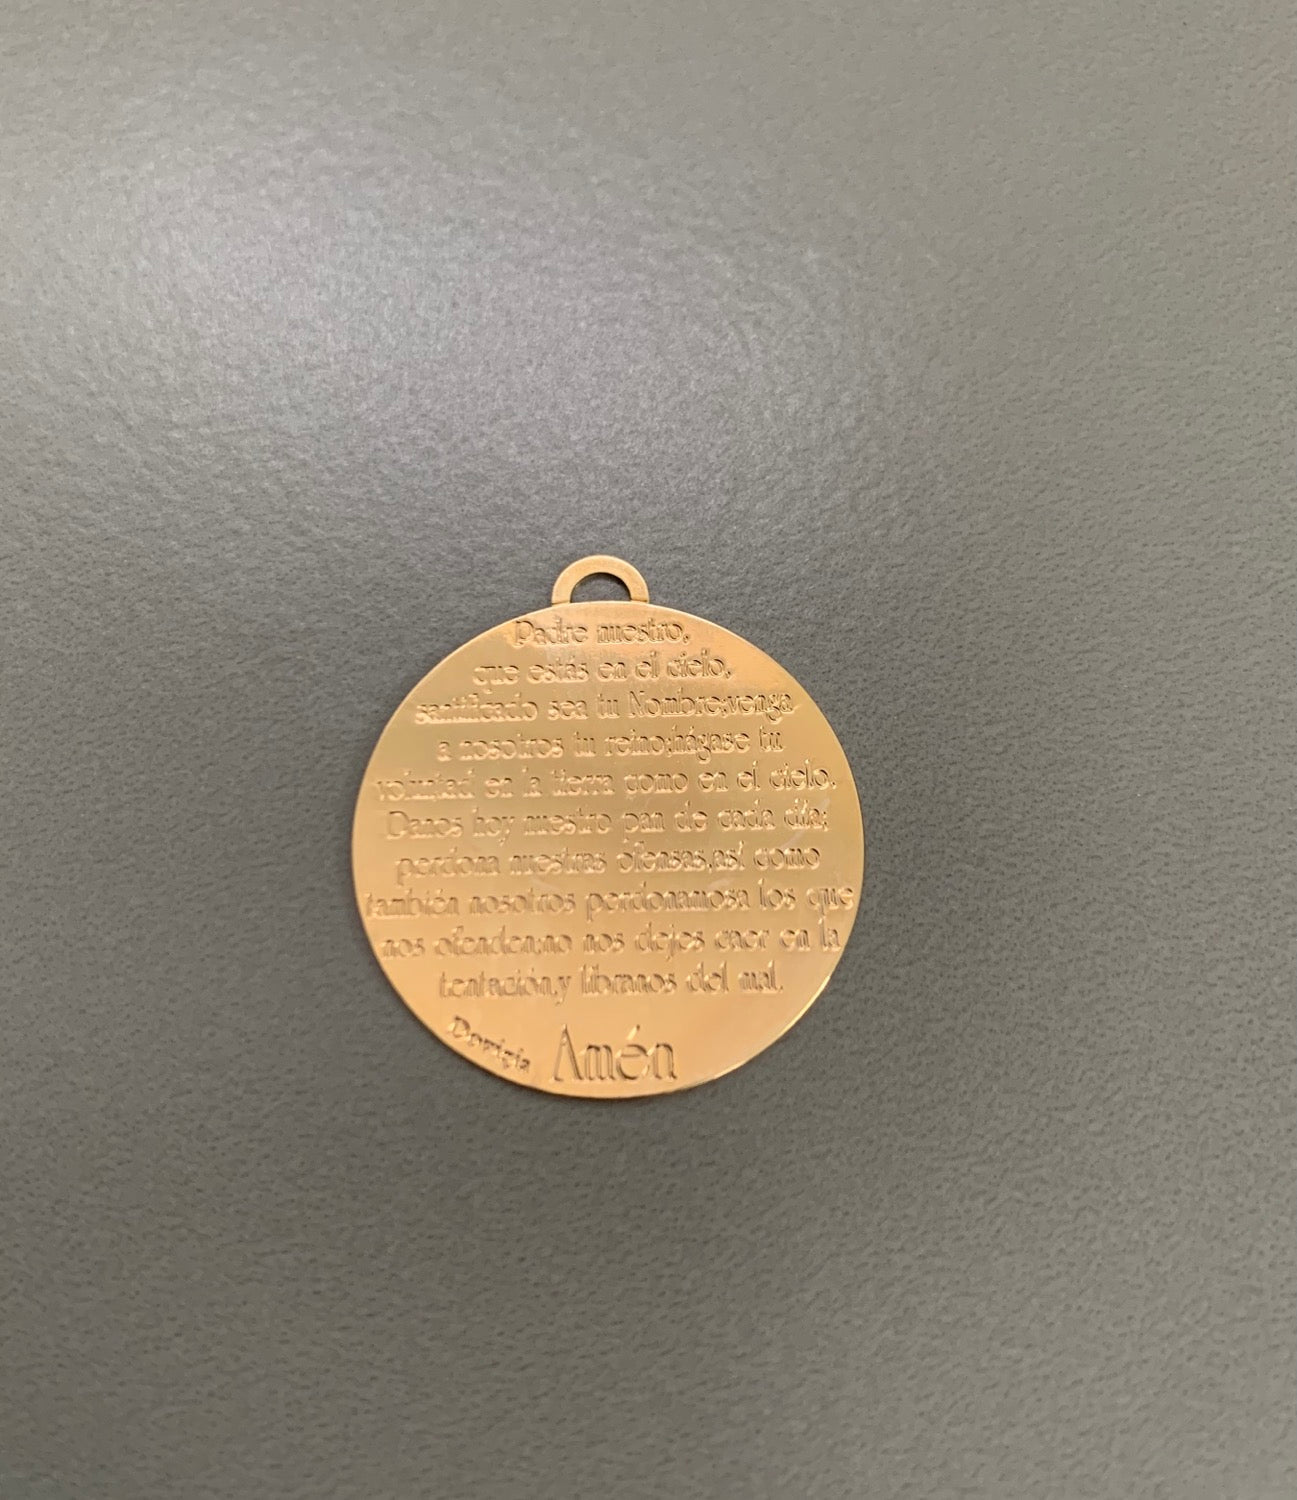 Padre nuestro,
que estás en el cielo,
santificado sea tu Nombre;venga
a nosotros tu reino;hágase tu
voluntad en la tierra como en el cielo.
Danos hoy nuestro pan de cada día;
perdona nuestras ofensas,así como
también nosotros perdonamosa los que
nos ofenden;no nos dejes caer en la
tentación,y líbranos del mal.
Amén